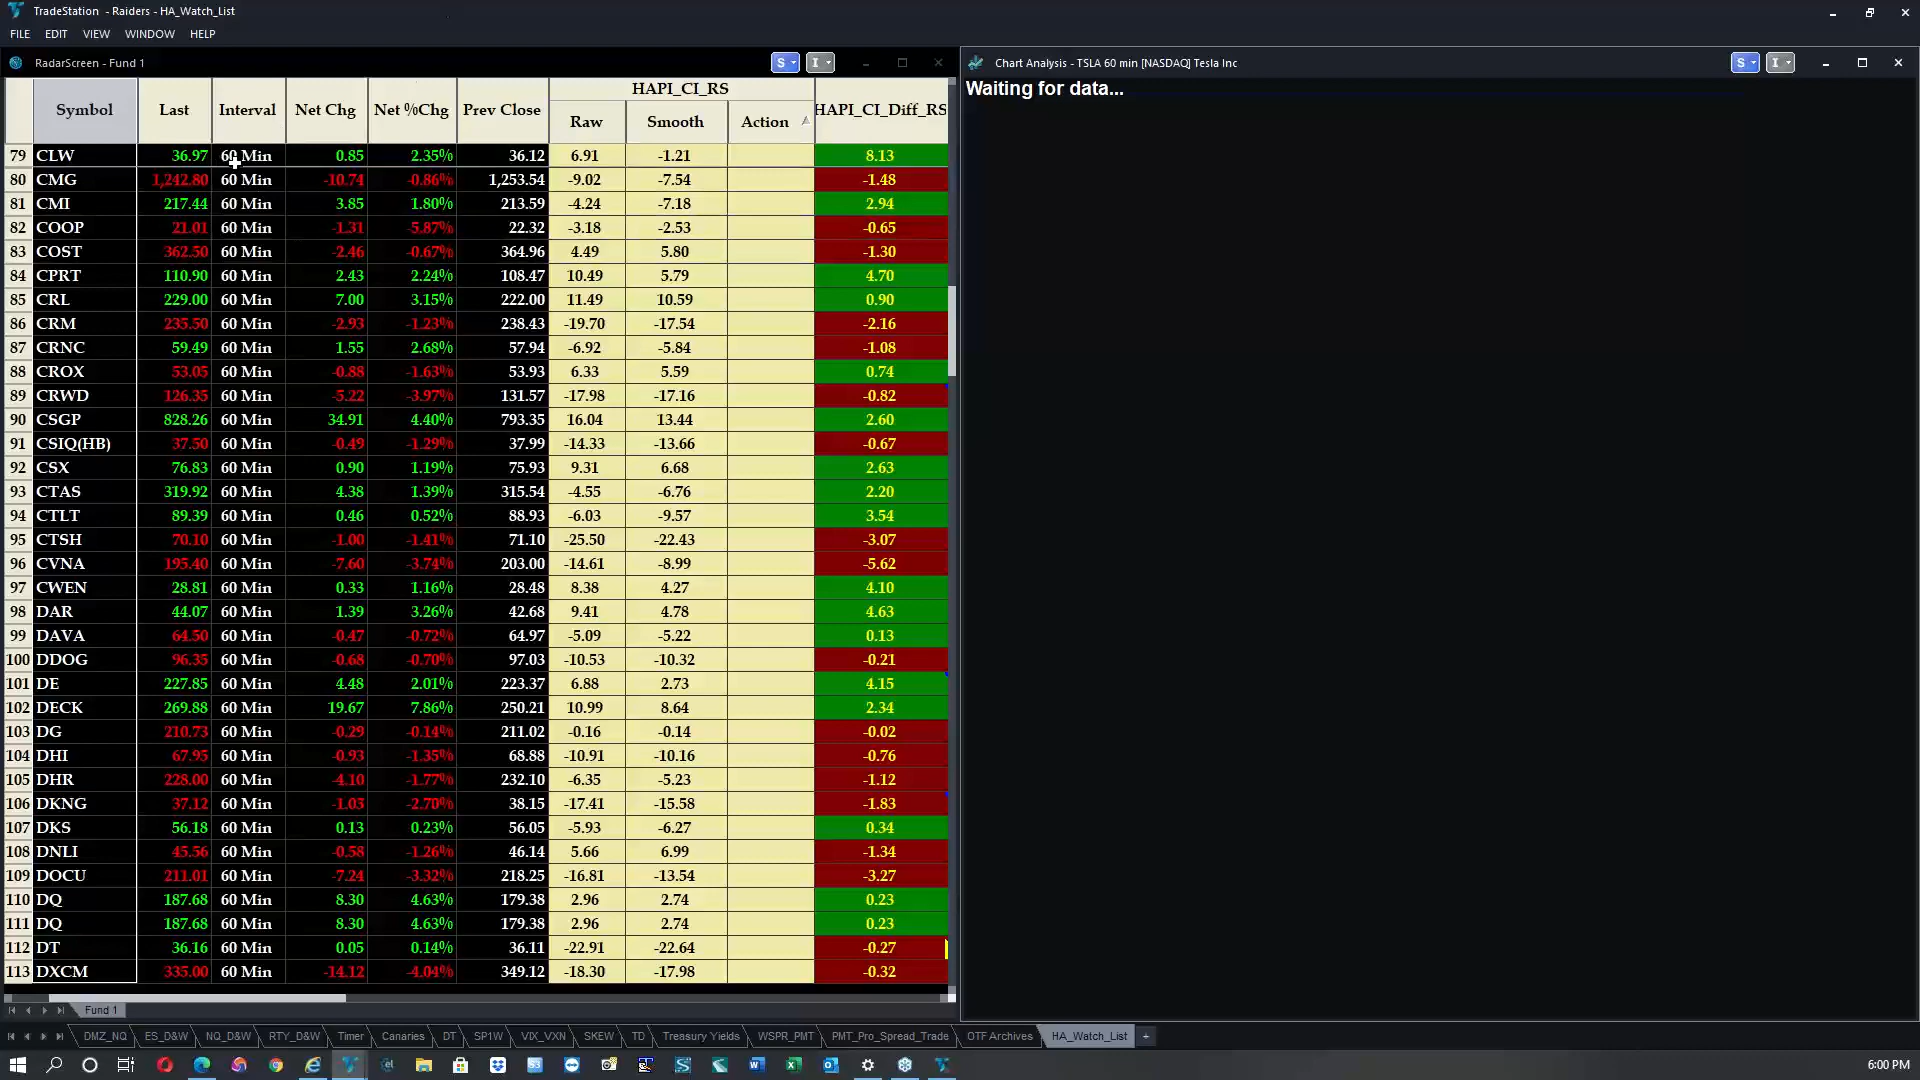 TradeStation - Raiders - HA_Watch_List
FILE EDIT VIEW WINDOW HELP
RadarScreen - Fund 1 S I
Chart Analysis - TSLA 60 min [NASDAQ] Tesla Inc S I
Waiting for data...
HAPI_CI_RS
Symbol Last Interval Net Chg Net %Chg Prev Close HAPI_CI_Diff_RS
Raw Smooth Action
79 CLW 36.97 60 Min 0.85 2.35% 36.12 6.91 -1.21 8.13
80 CMG 1,242.80 60 Min -10.74 -0.86% 1,253.54 -9.02 -7.54 -1.48
81 CMI 217.44 60 Min 3.85 1.80% 213.59 -4.24 -7.18 2.94
82 COOP 21.01 60 Min -1.31 -5.87% 22.32 -3.18 -2.53 -0.65
83 COST 362.50 60 Min -2.46 -0.67% 364.96 4.49 5.80 -1.30
84 CPRT 110.90 60 Min 2.43 2.24% 108.47 10.49 5.79 4.70
85 CRL 229.00 60 Min 7.00 3.15% 222.00 11.49 10.59 0.90
86 CRM 235.50 60 Min -2.93 -1.23% 238.43 -19.70 -17.54 -2.16
87 CRNC 59.49 60 Min 1.55 2.68% 57.94 -6.92 -5.84 -1.08
88 CROX 53.05 60 Min -0.88 -1.63% 53.93 6.33 5.59 0.74
89 CRWD 126.35 60 Min -5.22 -3.97% 131.57 -17.98 -17.16 -0.82
90 CSGP 828.26 60 Min 34.91 4.40% 793.35 16.04 13.44 2.60
91 CSIQ(HB) 37.50 60 Min -0.49 -1.29% 37.99 -14.33 -13.66 -0.67
92 CSX 76.83 60 Min 0.90 1.19% 75.93 9.31 6.68 2.63
93 CTAS 319.92 60 Min 4.38 1.39% 315.54 -4.55 -6.76 2.20
94 CTLT 89.39 60 Min 0.46 0.52% 88.93 -6.03 -9.57 3.54
95 CTSH 70.10 60 Min -1.00 -1.41% 71.10 -25.50 -22.43 -3.07
96 CVNA 195.40 60 Min -7.60 -3.74% 203.00 -14.61 -8.99 -5.62
97 CWEN 28.81 60 Min 0.33 1.16% 28.48 8.38 4.27 4.10
98 DAR 44.07 60 Min 1.39 3.26% 42.68 9.41 4.78 4.63
99 DAVA 64.50 60 Min -0.47 -0.72% 64.97 -5.09 -5.22 0.13
100 DDOG 96.35 60 Min -0.68 -0.70% 97.03 -10.53 -10.32 -0.21
101 DE 227.85 60 Min 4.48 2.01% 223.37 6.88 2.73 4.15
102 DECK 269.88 60 Min 19.67 7.86% 250.21 10.99 8.64 2.34
103 DG 210.73 60 Min -0.29 -0.14% 211.02 -0.16 -0.14 -0.02
104 DHI 67.95 60 Min -0.93 -1.35% 68.88 -10.91 -10.16 -0.76
105 DHR 228.00 60 Min -4.10 -1.77% 232.10 -6.35 -5.23 -1.12
106 DKNG 37.12 60 Min -1.03 -2.70% 38.15 -17.41 -15.58 -1.83
107 DKS 56.18 60 Min 0.13 0.23% 56.05 -5.93 -6.27 0.34
108 DNLI 45.56 60 Min -0.58 -1.26% 46.14 5.66 6.99 -1.34
109 DOCU 211.01 60 Min -7.24 -3.32% 218.25 -16.81 -13.54 -3.27
110 DQ 187.68 60 Min 8.30 4.63% 179.38 2.96 2.74 0.23
111 DQ 187.68 60 Min 8.30 4.63% 179.38 2.96 2.74 0.23
112 DT 36.16 60 Min 0.05 0.14% 36.11 -22.91 -22.64 -0.27
113 DXCM 335.00 60 Min -14.12 -4.04% 349.12 -18.30 -17.98 -0.32
Fund 1
DMZ_NQ ES_D&W NQ_D&W RTY_D&W Timer Canaries DT SP1W VIX_VXN SKEW TD Treasury Yields WSPR_PMT PMT_Pro_Spread_Trade OTF Archives HA_Watch_List +
6:00 PM